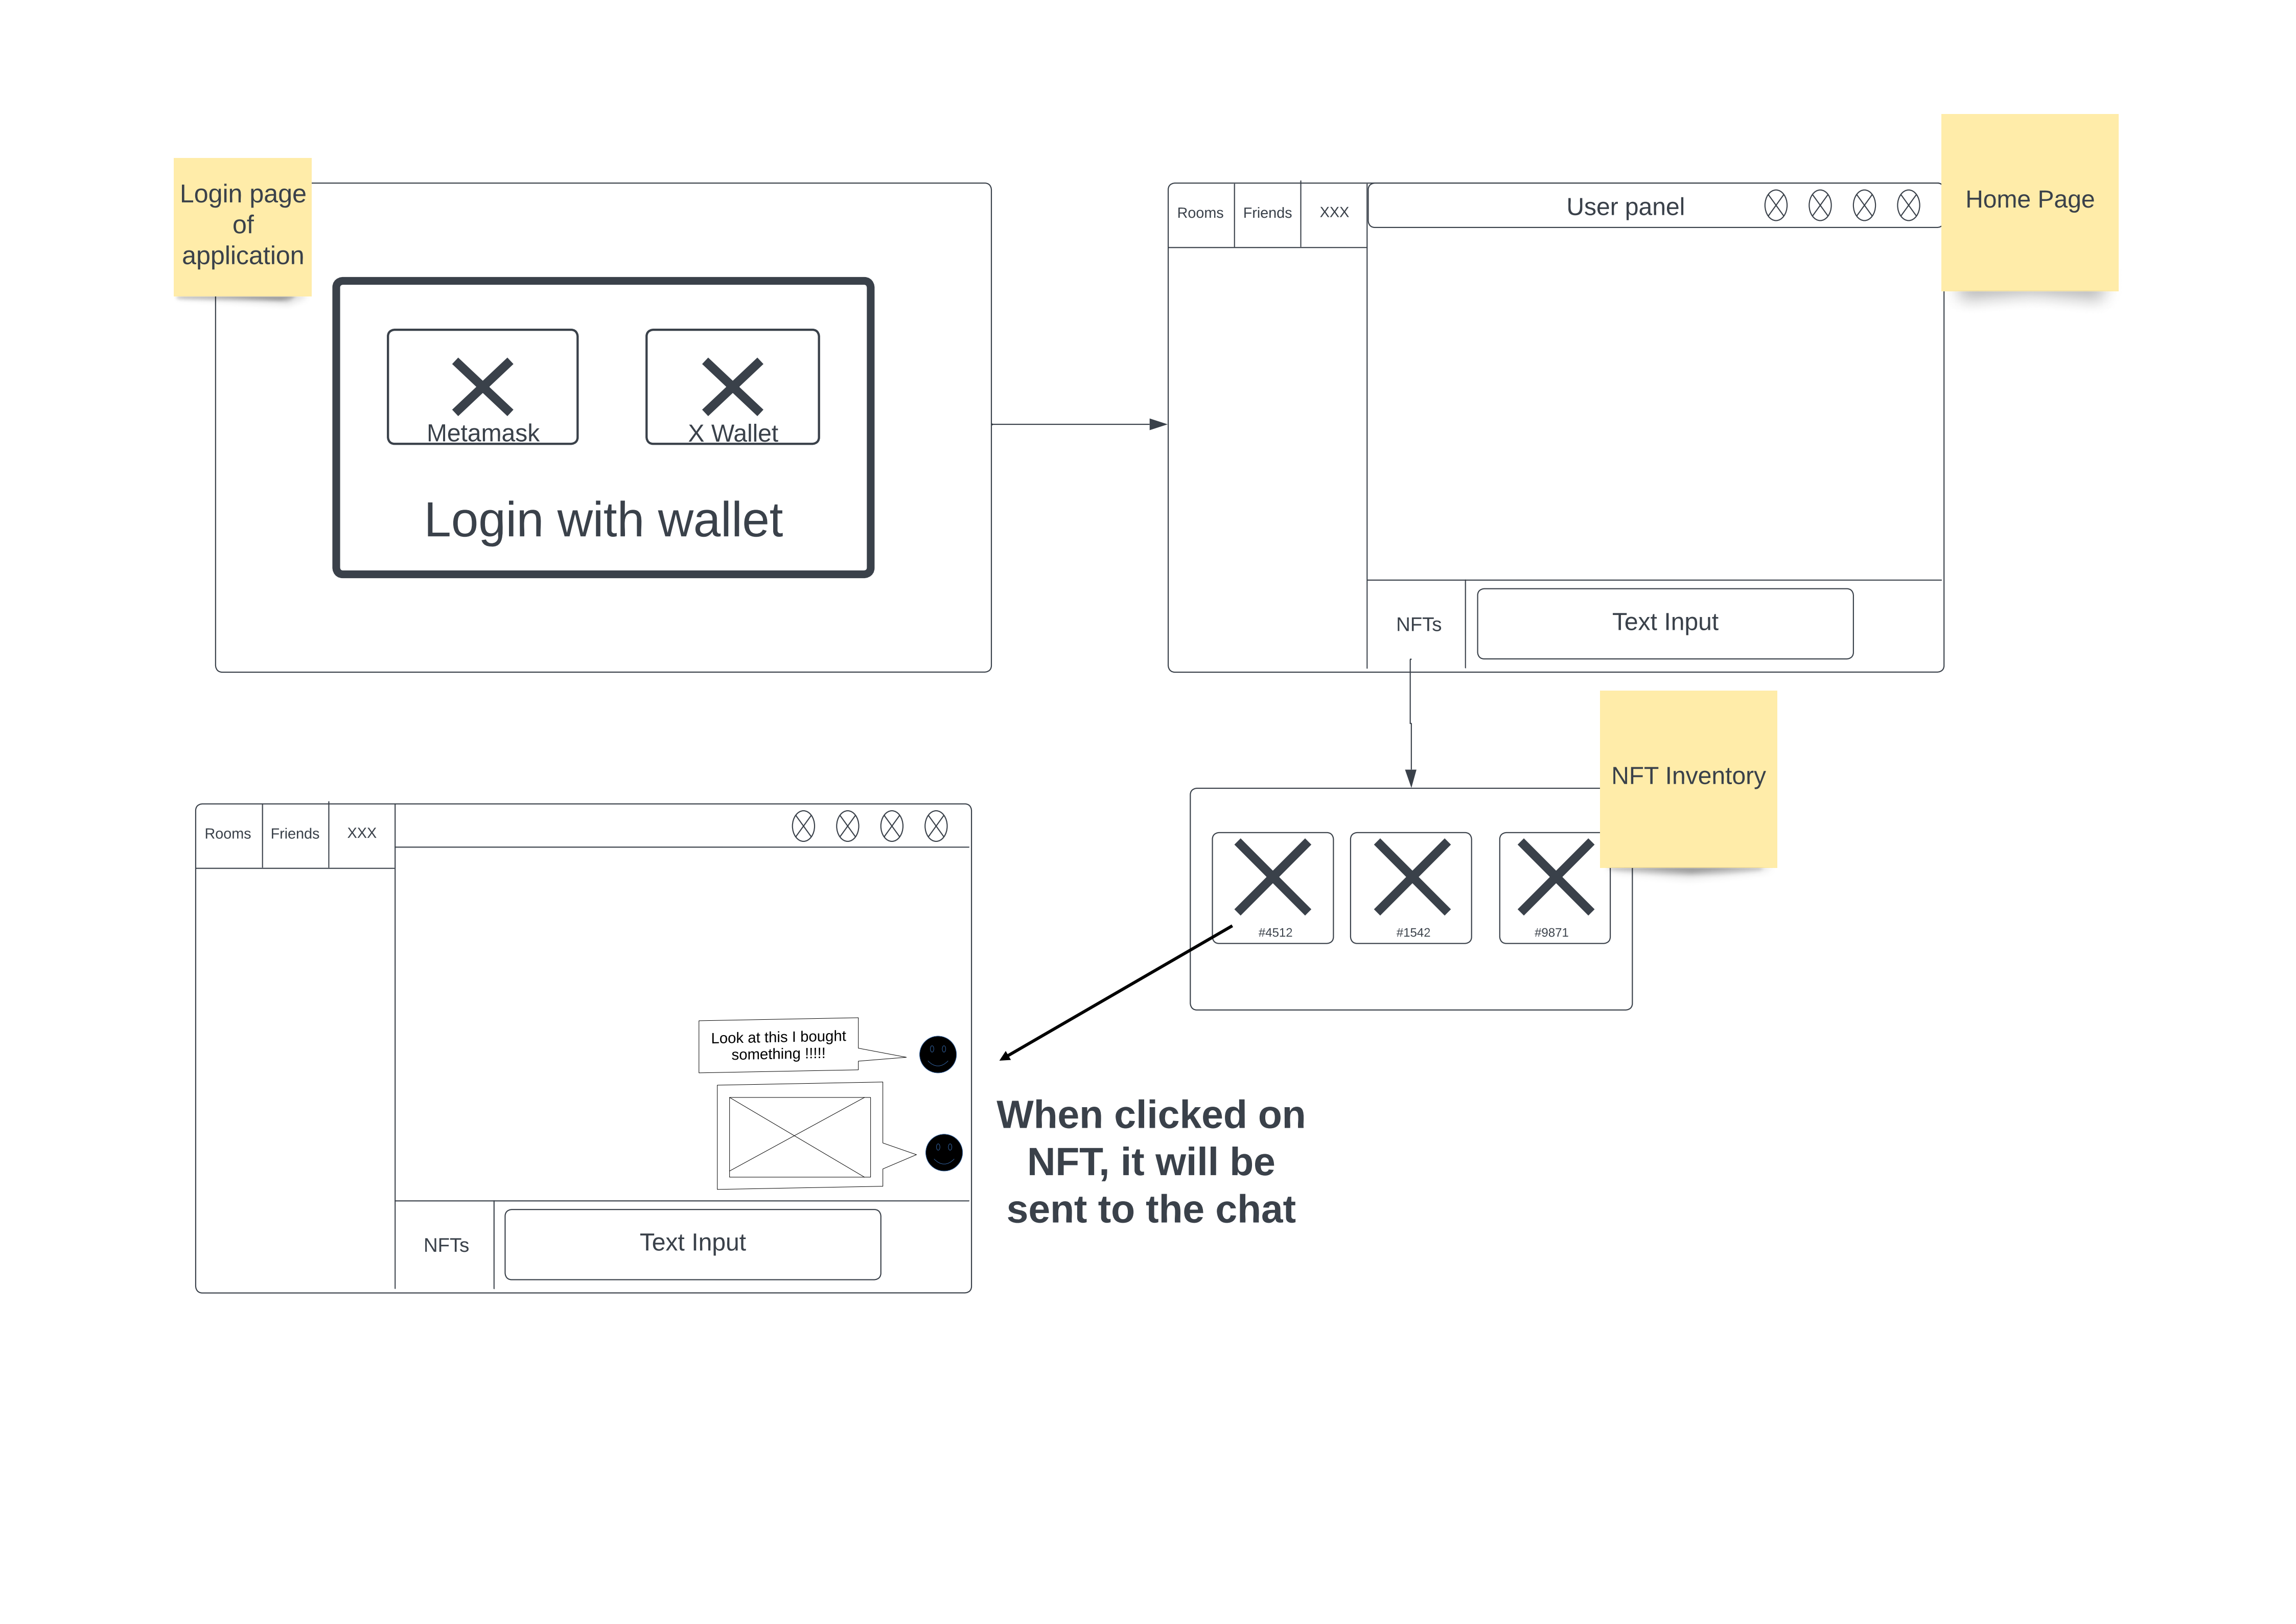 Login page
of
application
Metamask
X Wallet
Login with wallet
Rooms
Friends
XXX
User panel
Home Page
NFTs
Text Input
NFT Inventory
#4512
#1542
#9871
Rooms
Friends
XXX
Look at this I bought
something !!!!!
NFTs
Text Input
When clicked on
NFT, it will be
sent to the chat